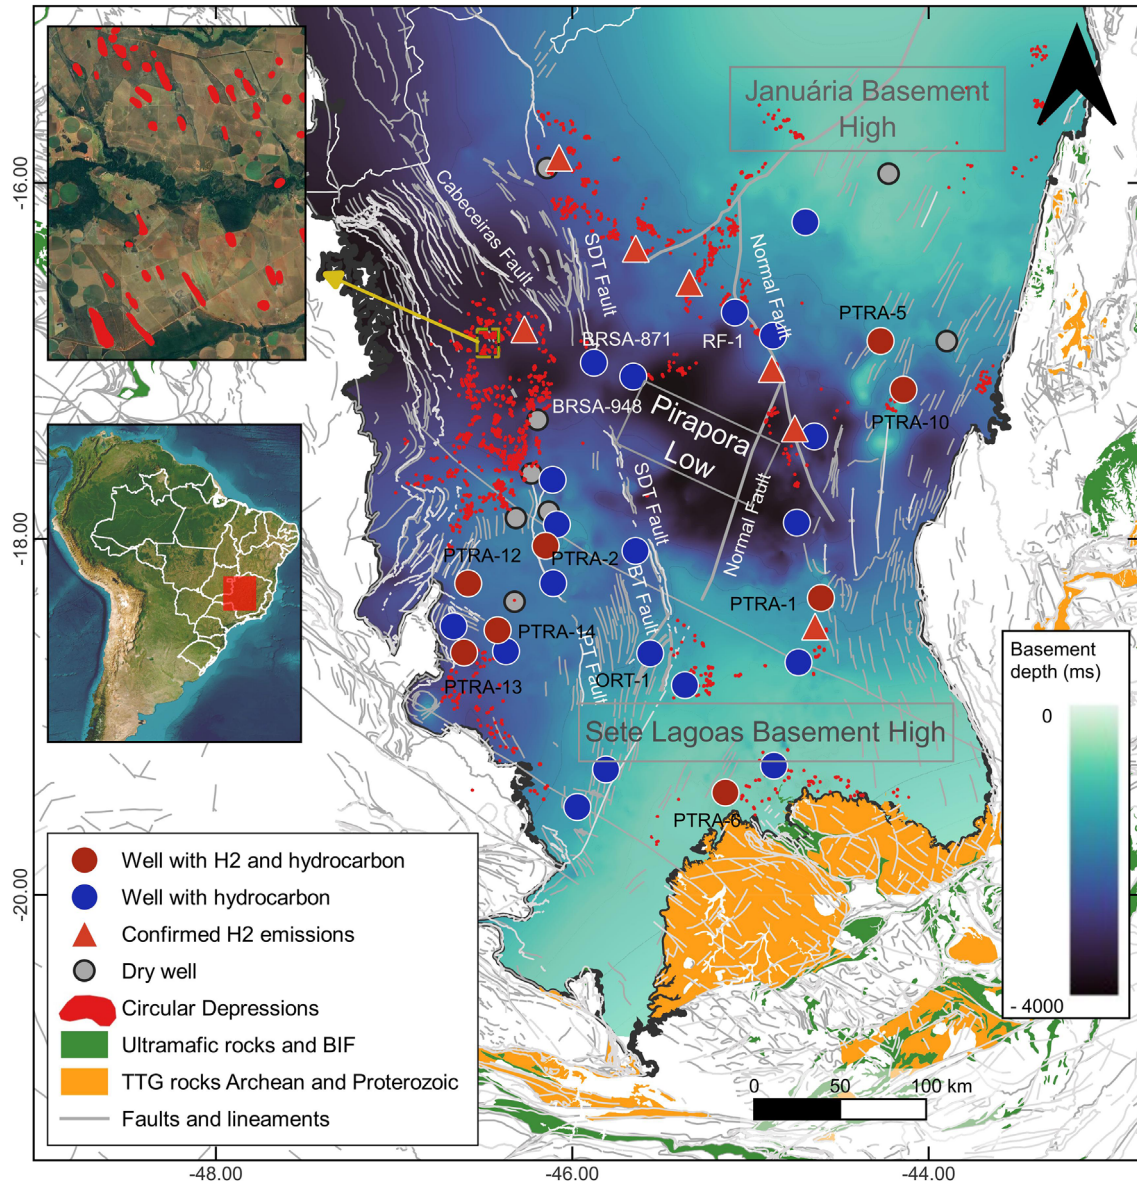 Januária Basement
High
-16.00
Cabeceiras Fault
SDT Fault
Normal Fault
PTRA-5
BRSA-871
RF-1
BRSA-948
PTRA-10
Pirapora
Low
SDT Fault
Normal Fault
-18.00
PTRA-12
PTRA-2
BT Fault
PTRA-1
PTRA-14
PT Fault
ORT-1
PTRA-13
Basement
depth (ms)
0
- 4000
Sete Lagoas Basement High
PTRA-6
-20.00
Well with H2 and hydrocarbon
Well with hydrocarbon
Confirmed H2 emissions
Dry well
Circular Depressions
Ultramafic rocks and BIF
TTG rocks Archean and Proterozoic
Faults and lineaments
0 50 100 km
-48.00 -46.00 -44.00